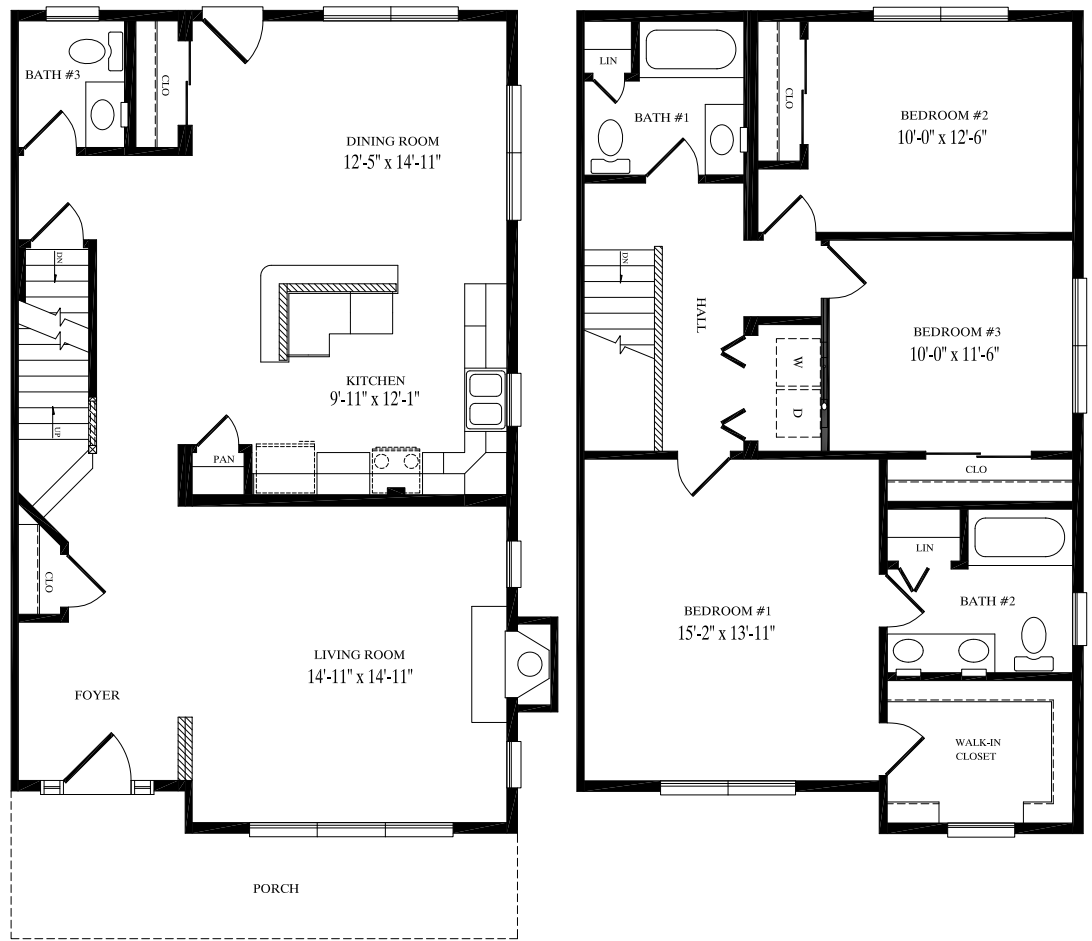 BATH #3
CLO
DINING ROOM
12'-5" x 14'-11"
DN
KITCHEN
9'-11" x 12'-1"
UP
PAN
CLO
LIVING ROOM
14'-11" x 14'-11"
FOYER
PORCH
LIN
BATH #1
CLO
BEDROOM #2
10'-0" x 12'-6"
DN
HALL
BEDROOM #3
10'-0" x 11'-6"
W
D
CLO
LIN
BATH #2
BEDROOM #1
15'-2" x 13'-11"
WALK-IN
CLOSET